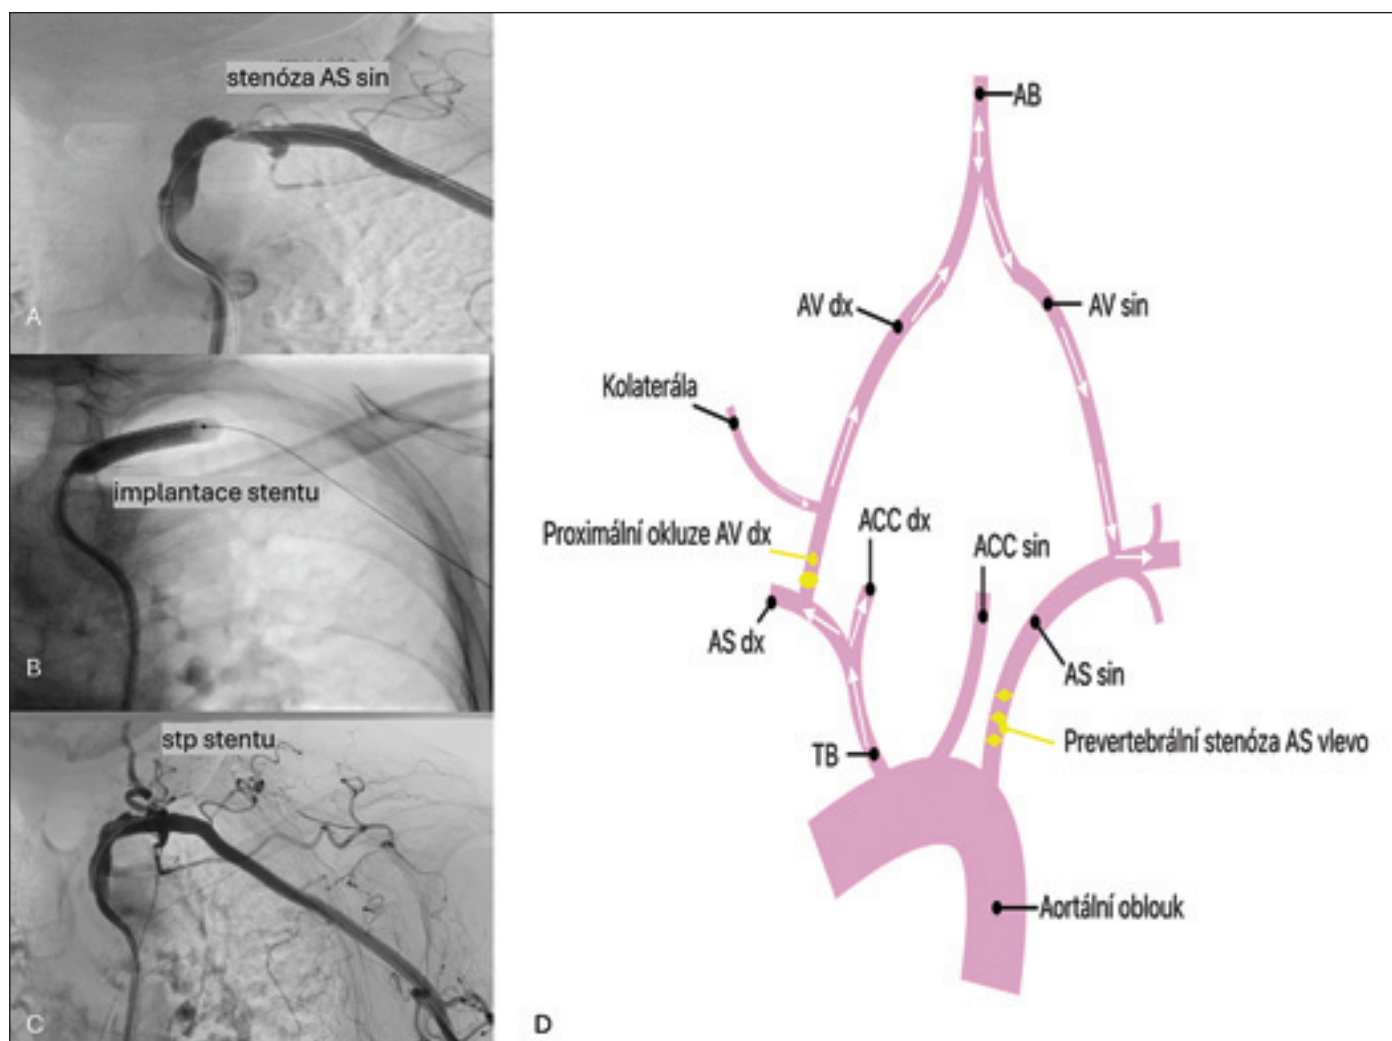 stenóza AS sin
A
implantace stentu
B
stp stentu
C
AB
AV dx
AV sin
Kolaterála
Proximální okluze AV dx
ACC dx
ACC sin
AS dx
AS sin
TB
Prevertebrální stenóza AS vlevo
Aortální oblouk
D